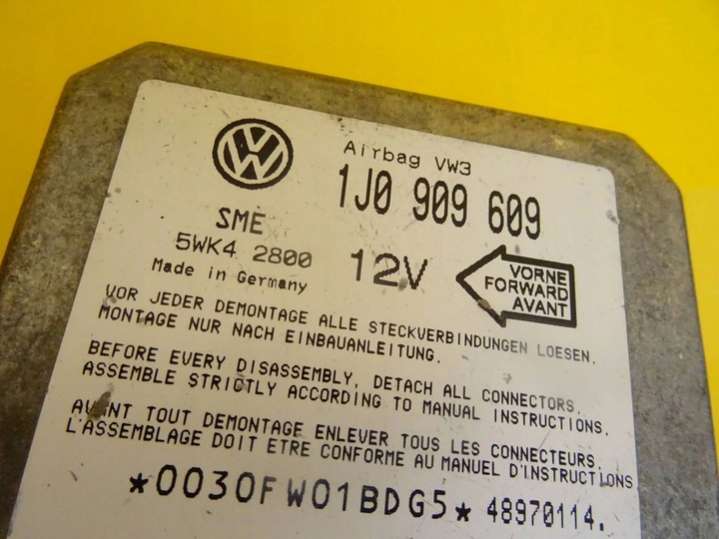 VW
Airbag VW3
1J0 909 609
SME
5WK4 2800
Made in Germany
12V
VORNE
FORWARD
AVANT
VOR JEDER DEMONTAGE ALLE STECKVERBINDUNGEN LOESEN.
MONTAGE NUR NACH EINBAUANLEITUNG.
BEFORE EVERY DISASSEMBLY, DETACH ALL CONNECTORS.
ASSEMBLE STRICTLY ACCORDING TO MANUAL INSTRUCTIONS.
AVANT TOUT DEMONTAGE ENLEVER TOUS LES CONNECTEURS.
L'ASSEMBLAGE DOIT ETRE CONFORME AU MANUEL D'INSTRUCTIONS
*0030FW01BDG5* 48970114.